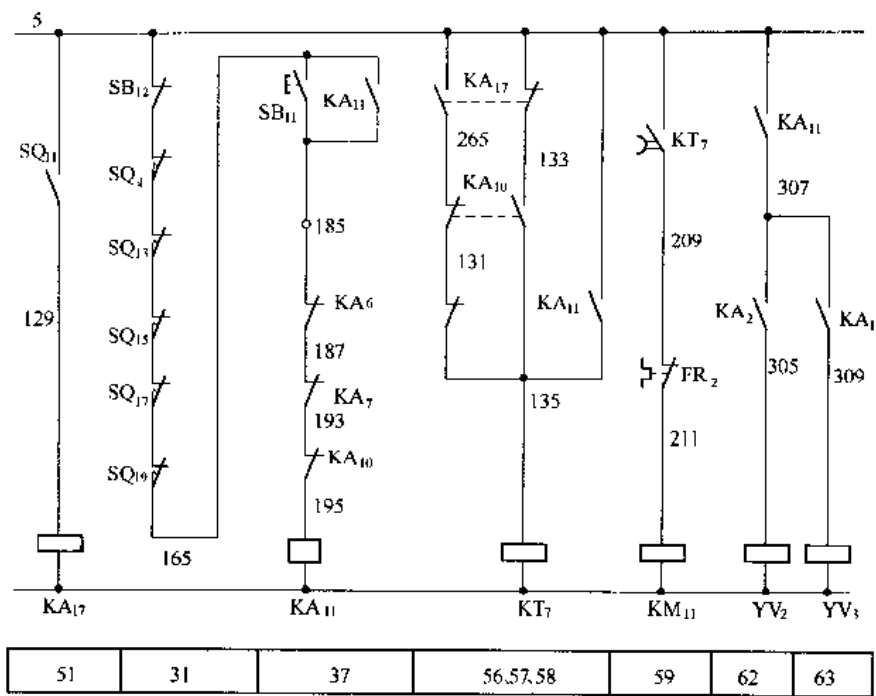 5
SB₁₂
SB₁₁
KA₁₁
KA₁₇
SQ₁₁
SQ₄
265
133
KT₇
KA₁₁
307
KA₁₀
185
209
SQ₁₃
131
129
SQ₁₅
KA₆
KA₁₁
KA₂
KA₁
187
SQ₁₇
KA₇
193
135
FR₂
305
309
SQ₁₉
KA₁₀
211
195
165
KA₁₇
KA₁₁
KT₇
KM₁₁
YV₂
YV₃
51 31 37 56.57.58 59 62 63